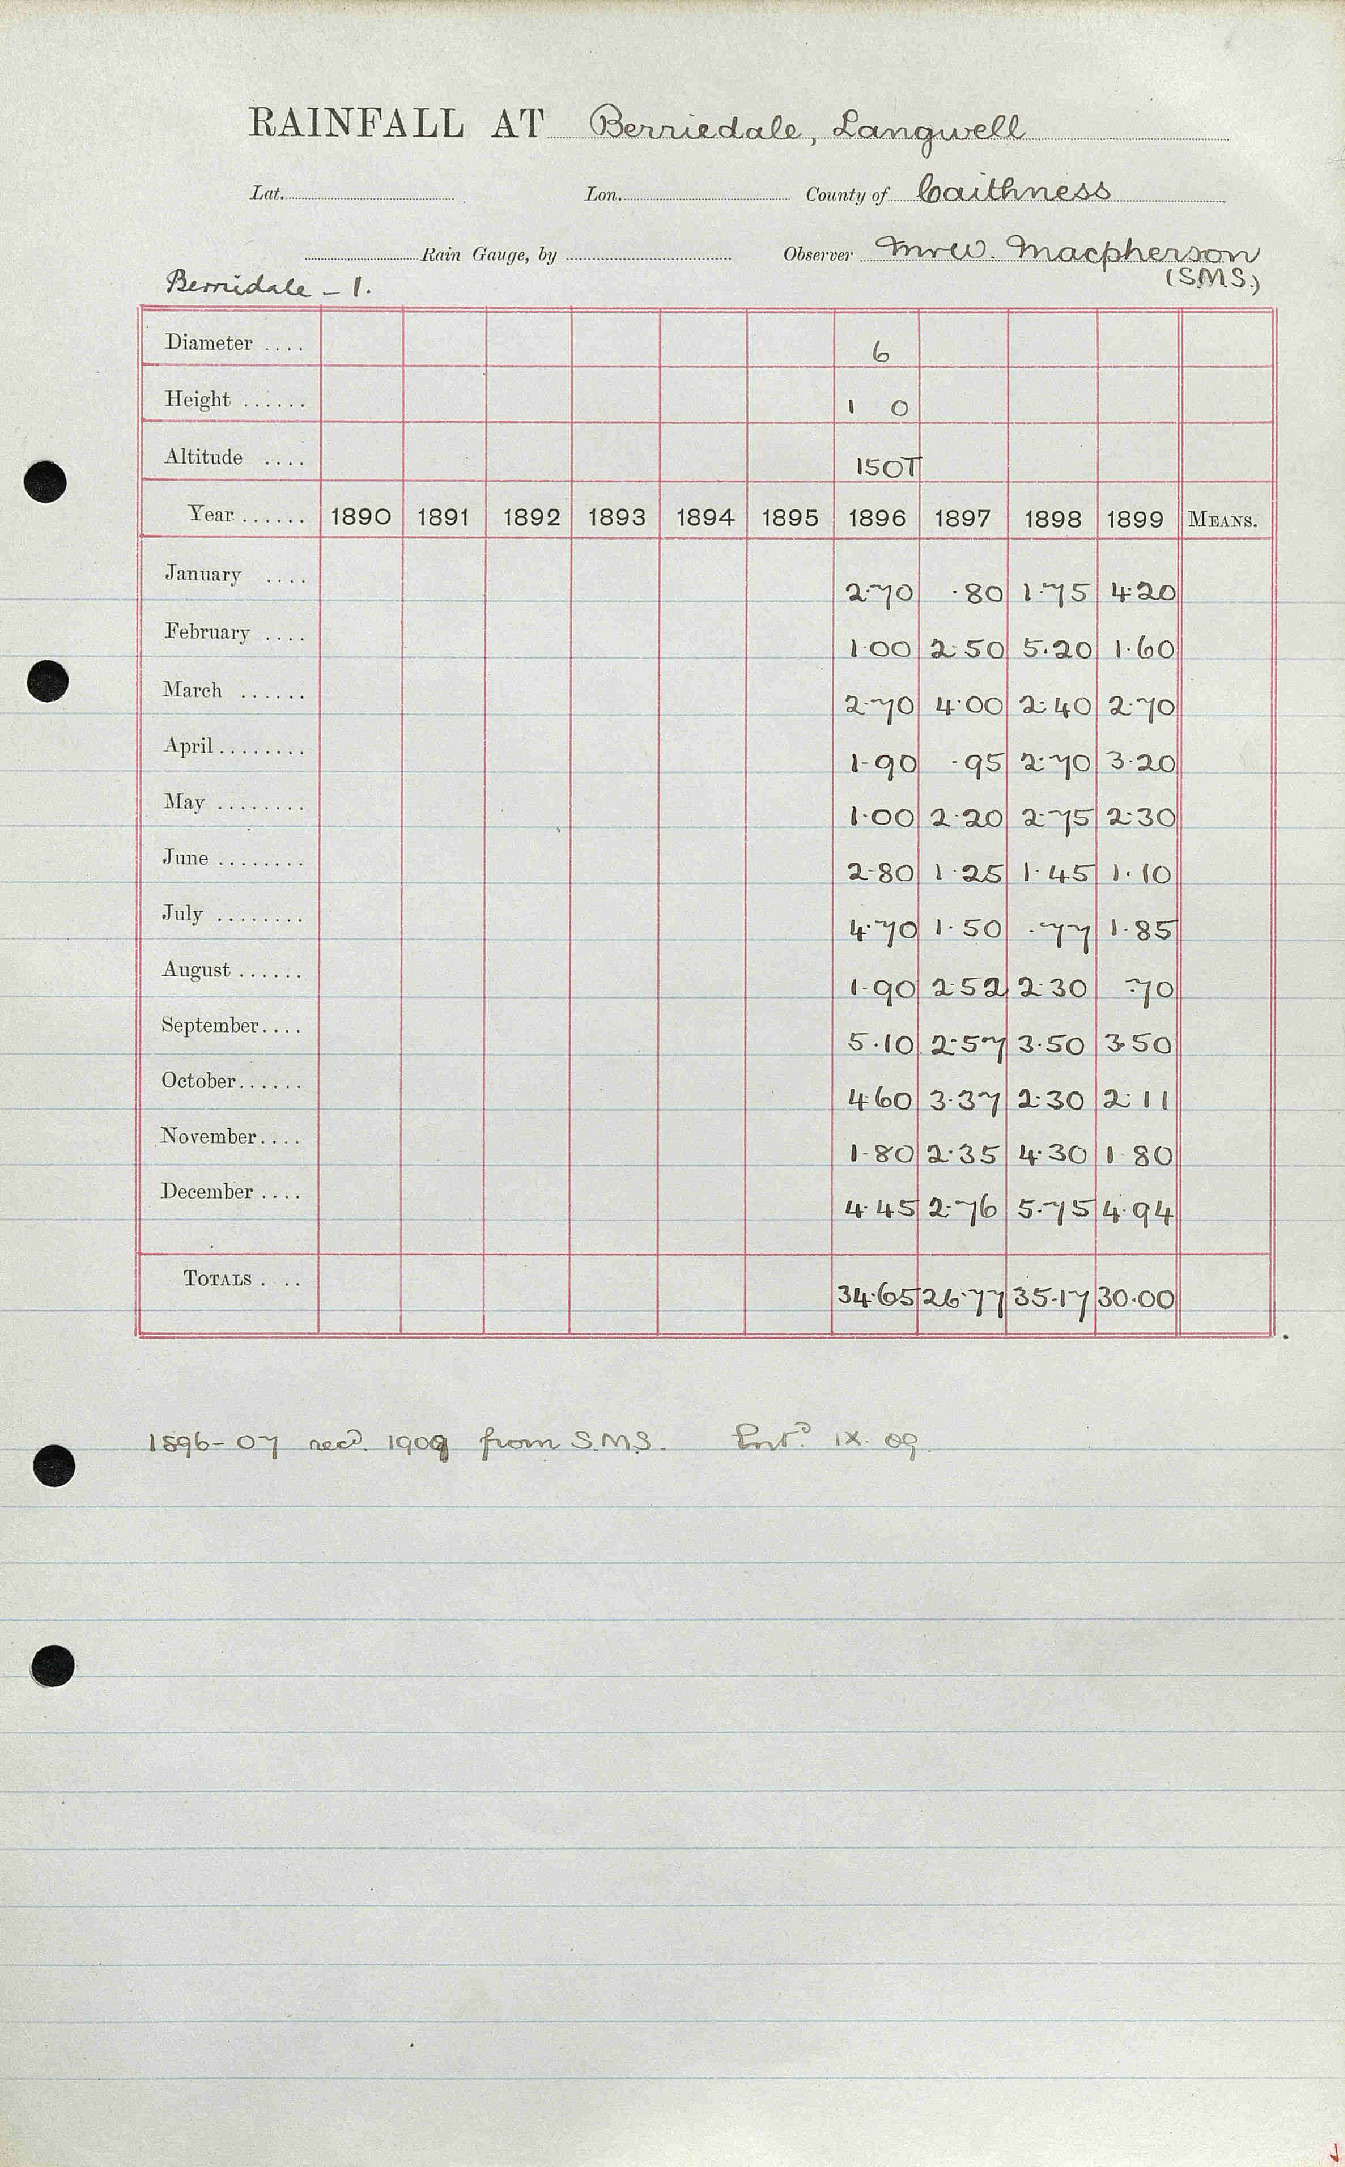 RAINFALL AT Berriedale, Langwell
Lat. Lon. County of Caithness
Rain Gauge, by Observer Mr W. Macpherson
(S.M.S.)
Berridale - 1.
Diameter .... 6
Height ...... 1 0
Altitude .... 150T
Year ...... 1890 1891 1892 1893 1894 1895 1896 1897 1898 1899 MEANS.
January .... 2.70 .80 1.75 4.20
February .... 1.00 2.50 5.20 1.60
March ...... 2.70 4.00 2.40 2.70
April ........ 1.90 .95 2.70 3.20
May ........ 1.00 2.20 2.75 2.30
June ........ 2.80 1.25 1.45 1.10
July ........ 4.70 1.50 .77 1.85
August ...... 1.90 2.52 2.30 .70
September .... 5.10 2.57 3.50 3.50
October ...... 4.60 3.37 2.30 2.11
November .... 1.80 2.35 4.30 1.80
December .... 4.45 2.76 5.75 4.94
TOTALS .... 34.65 26.77 35.17 30.00
1896-07 recd. 1909 from S.M.S. Entd. IX. 09.